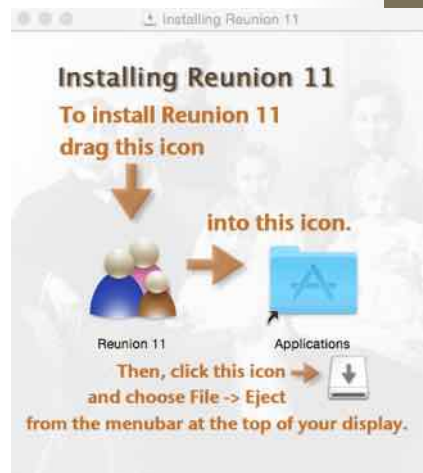 Installing Reunion 11
Installing Reunion 11
To install Reunion 11
drag this icon
into this icon.
Reunion 11
Applications
Then, click this icon
and choose File -> Eject
from the menubar at the top of your display.